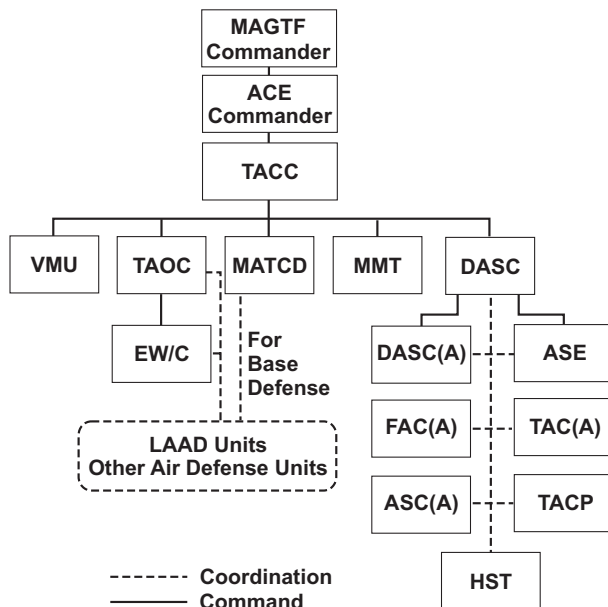 MAGTF
Commander
ACE
Commander
TACC
VMU
TAOC
MATCD
MMT
DASC
EW/C
For
Base
Defense
DASC(A)
ASE
LAAD Units
Other Air Defense Units
FAC(A)
TAC(A)
ASC(A)
TACP
HST
Coordination
Command